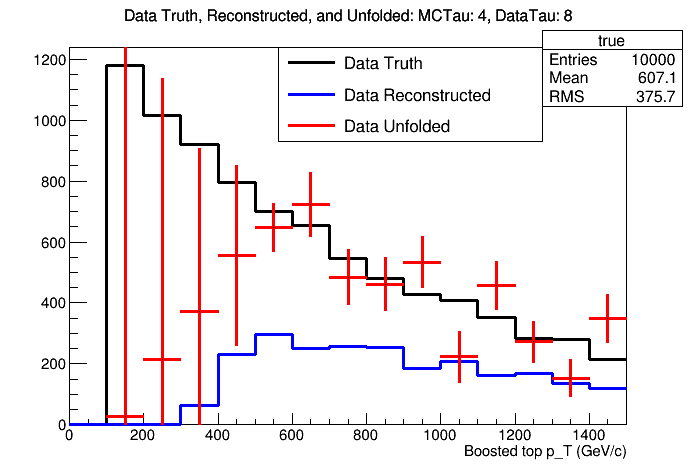 Data Truth, Reconstructed, and Unfolded: MCTau: 4, DataTau: 8
true
Entries 10000
Mean 607.1
RMS 375.7
Data Truth
Data Reconstructed
Data Unfolded
1200
1000
800
600
400
200
0
0 200 400 600 800 1000 1200 1400
Boosted top p_T (GeV/c)